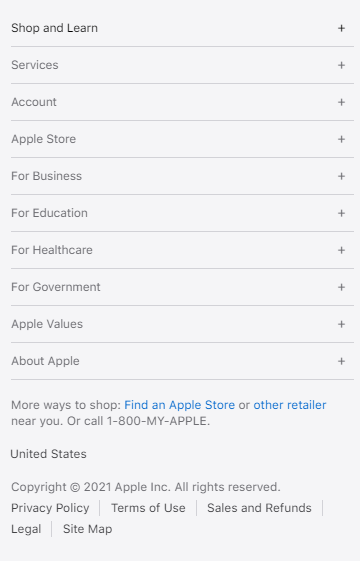 Shop and Learn +
Services +
Account +
Apple Store +
For Business +
For Education +
For Healthcare +
For Government +
Apple Values +
About Apple +
More ways to shop: Find an Apple Store or other retailer
near you. Or call 1-800-MY-APPLE.
United States
Copyright © 2021 Apple Inc. All rights reserved.
Privacy Policy | Terms of Use | Sales and Refunds |
Legal | Site Map